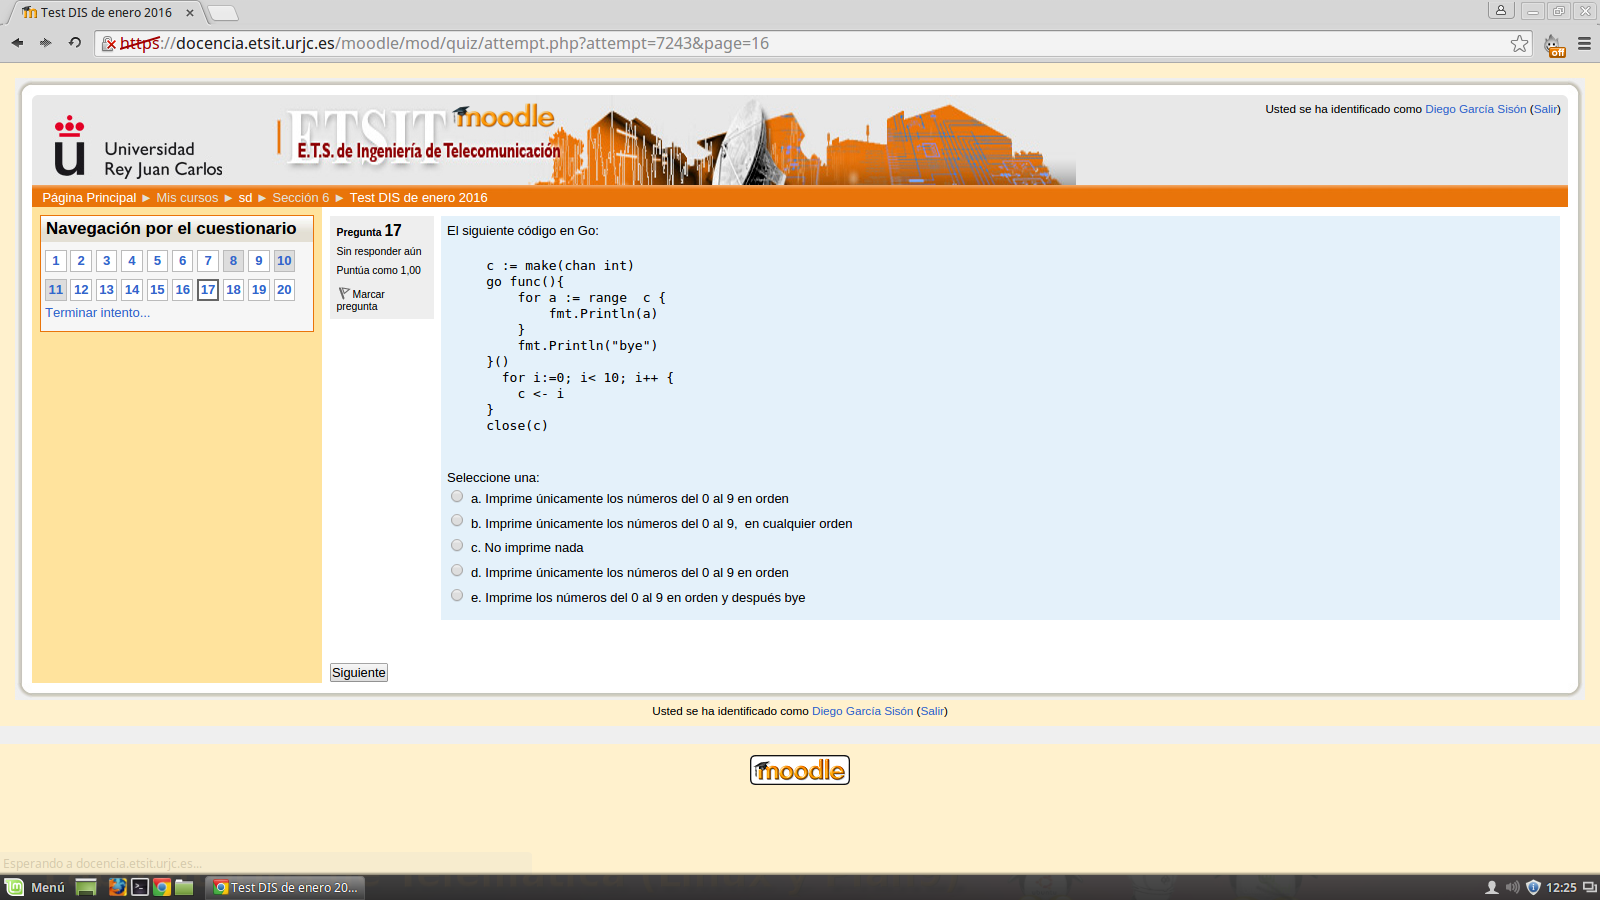 Test DIS de enero 2016
https://docencia.etsit.urjc.es/moodle/mod/quiz/attempt.php?attempt=7243&page=16
off
Universidad
Rey Juan Carlos
ETSIT moodle
E.T.S. de Ingeniería de Telecomunicación
Usted se ha identificado como Diego García Sisón (Salir)
Página Principal ► Mis cursos ► sd ► Sección 6 ► Test DIS de enero 2016
Navegación por el cuestionario
1 2 3 4 5 6 7 8 9 10
11 12 13 14 15 16 17 18 19 20
Terminar intento...
Pregunta 17
Sin responder aún
Puntúa como 1,00
Marcar
pregunta
El siguiente código en Go:
c := make(chan int)
go func(){
    for a := range  c {
        fmt.Println(a)
    }
    fmt.Println("bye")
}()
  for i:=0; i< 10; i++ {
    c <- i
}
close(c)
Seleccione una:
a. Imprime únicamente los números del 0 al 9 en orden
b. Imprime únicamente los números del 0 al 9,  en cualquier orden
c. No imprime nada
d. Imprime únicamente los números del 0 al 9 en orden
e. Imprime los números del 0 al 9 en orden y después bye
Siguiente
Usted se ha identificado como Diego García Sisón (Salir)
moodle
Esperando a docencia.etsit.urjc.es...
Menú
Test DIS de enero 20...
12:25